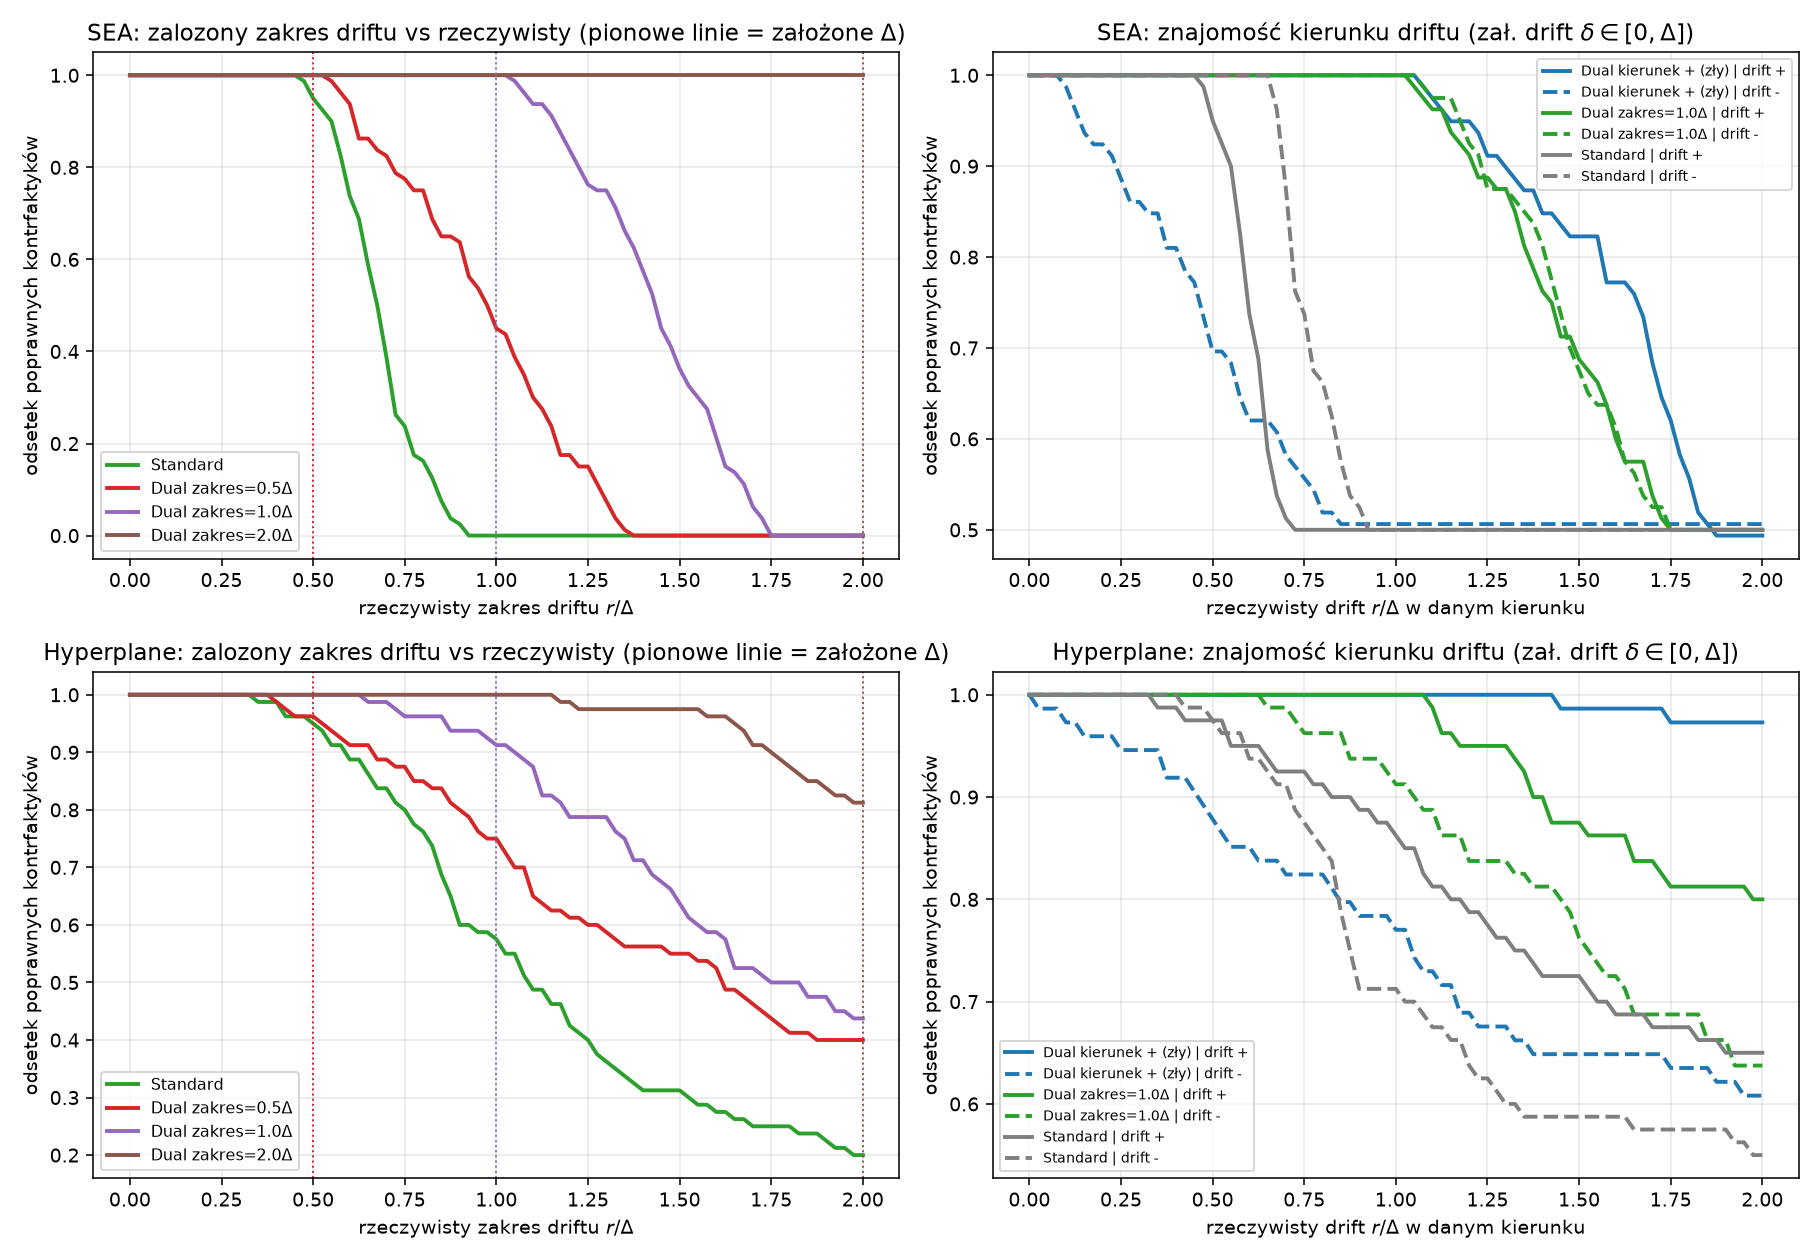 SEA: zalozony zakres driftu vs rzeczywisty (pionowe linie = założone Δ)
odsetek poprawnych kontrfaktyków
1.0
0.8
0.6
0.4
0.2
0.0
Standard
Dual zakres=0.5Δ
Dual zakres=1.0Δ
Dual zakres=2.0Δ
0.00 0.25 0.50 0.75 1.00 1.25 1.50 1.75 2.00
rzeczywisty zakres driftu r/Δ
SEA: znajomość kierunku driftu (zał. drift δ ∈ [0, Δ])
odsetek poprawnych kontrfaktyków
1.0
0.9
0.8
0.7
0.6
0.5
Dual kierunek + (zły) | drift +
Dual kierunek + (zły) | drift -
Dual zakres=1.0Δ | drift +
Dual zakres=1.0Δ | drift -
Standard | drift +
Standard | drift -
0.00 0.25 0.50 0.75 1.00 1.25 1.50 1.75 2.00
rzeczywisty drift r/Δ w danym kierunku
Hyperplane: zalozony zakres driftu vs rzeczywisty (pionowe linie = założone Δ)
odsetek poprawnych kontrfaktyków
1.0
0.9
0.8
0.7
0.6
0.5
0.4
0.3
0.2
Standard
Dual zakres=0.5Δ
Dual zakres=1.0Δ
Dual zakres=2.0Δ
0.00 0.25 0.50 0.75 1.00 1.25 1.50 1.75 2.00
rzeczywisty zakres driftu r/Δ
Hyperplane: znajomość kierunku driftu (zał. drift δ ∈ [0, Δ])
odsetek poprawnych kontrfaktyków
1.0
0.9
0.8
0.7
0.6
Dual kierunek + (zły) | drift +
Dual kierunek + (zły) | drift -
Dual zakres=1.0Δ | drift +
Dual zakres=1.0Δ | drift -
Standard | drift +
Standard | drift -
0.00 0.25 0.50 0.75 1.00 1.25 1.50 1.75 2.00
rzeczywisty drift r/Δ w danym kierunku